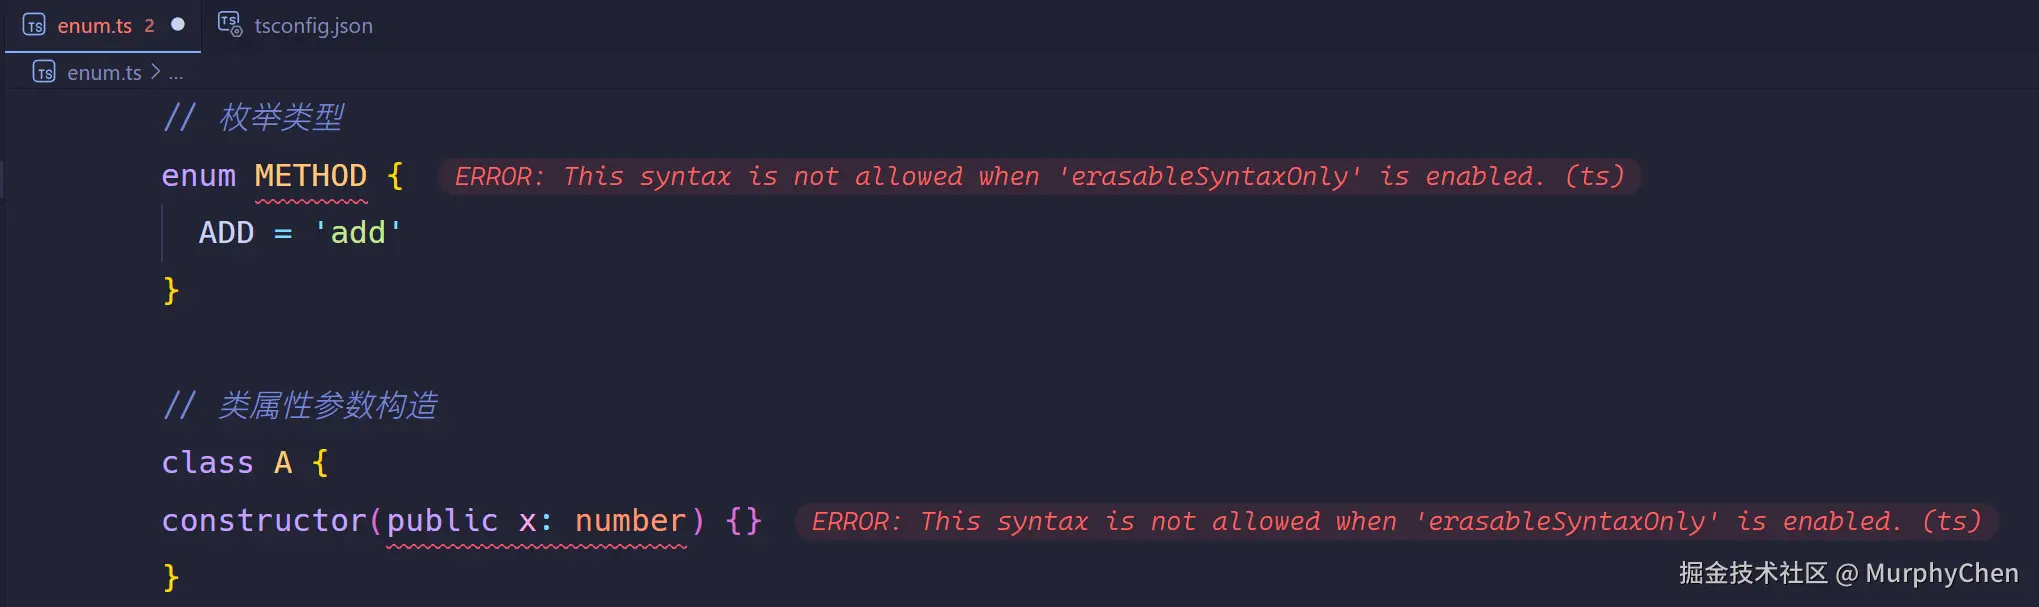 enum.ts 2 tsconfig.json
enum.ts > ...
// 枚举类型
enum METHOD { ERROR: This syntax is not allowed when 'erasableSyntaxOnly' is enabled. (ts)
ADD = 'add'
}
// 类属性参数构造
class A {
constructor(public x: number) {} ERROR: This syntax is not allowed when 'erasableSyntaxOnly' is enabled. (ts)
}
掘金技术社区 @ MurphyChen